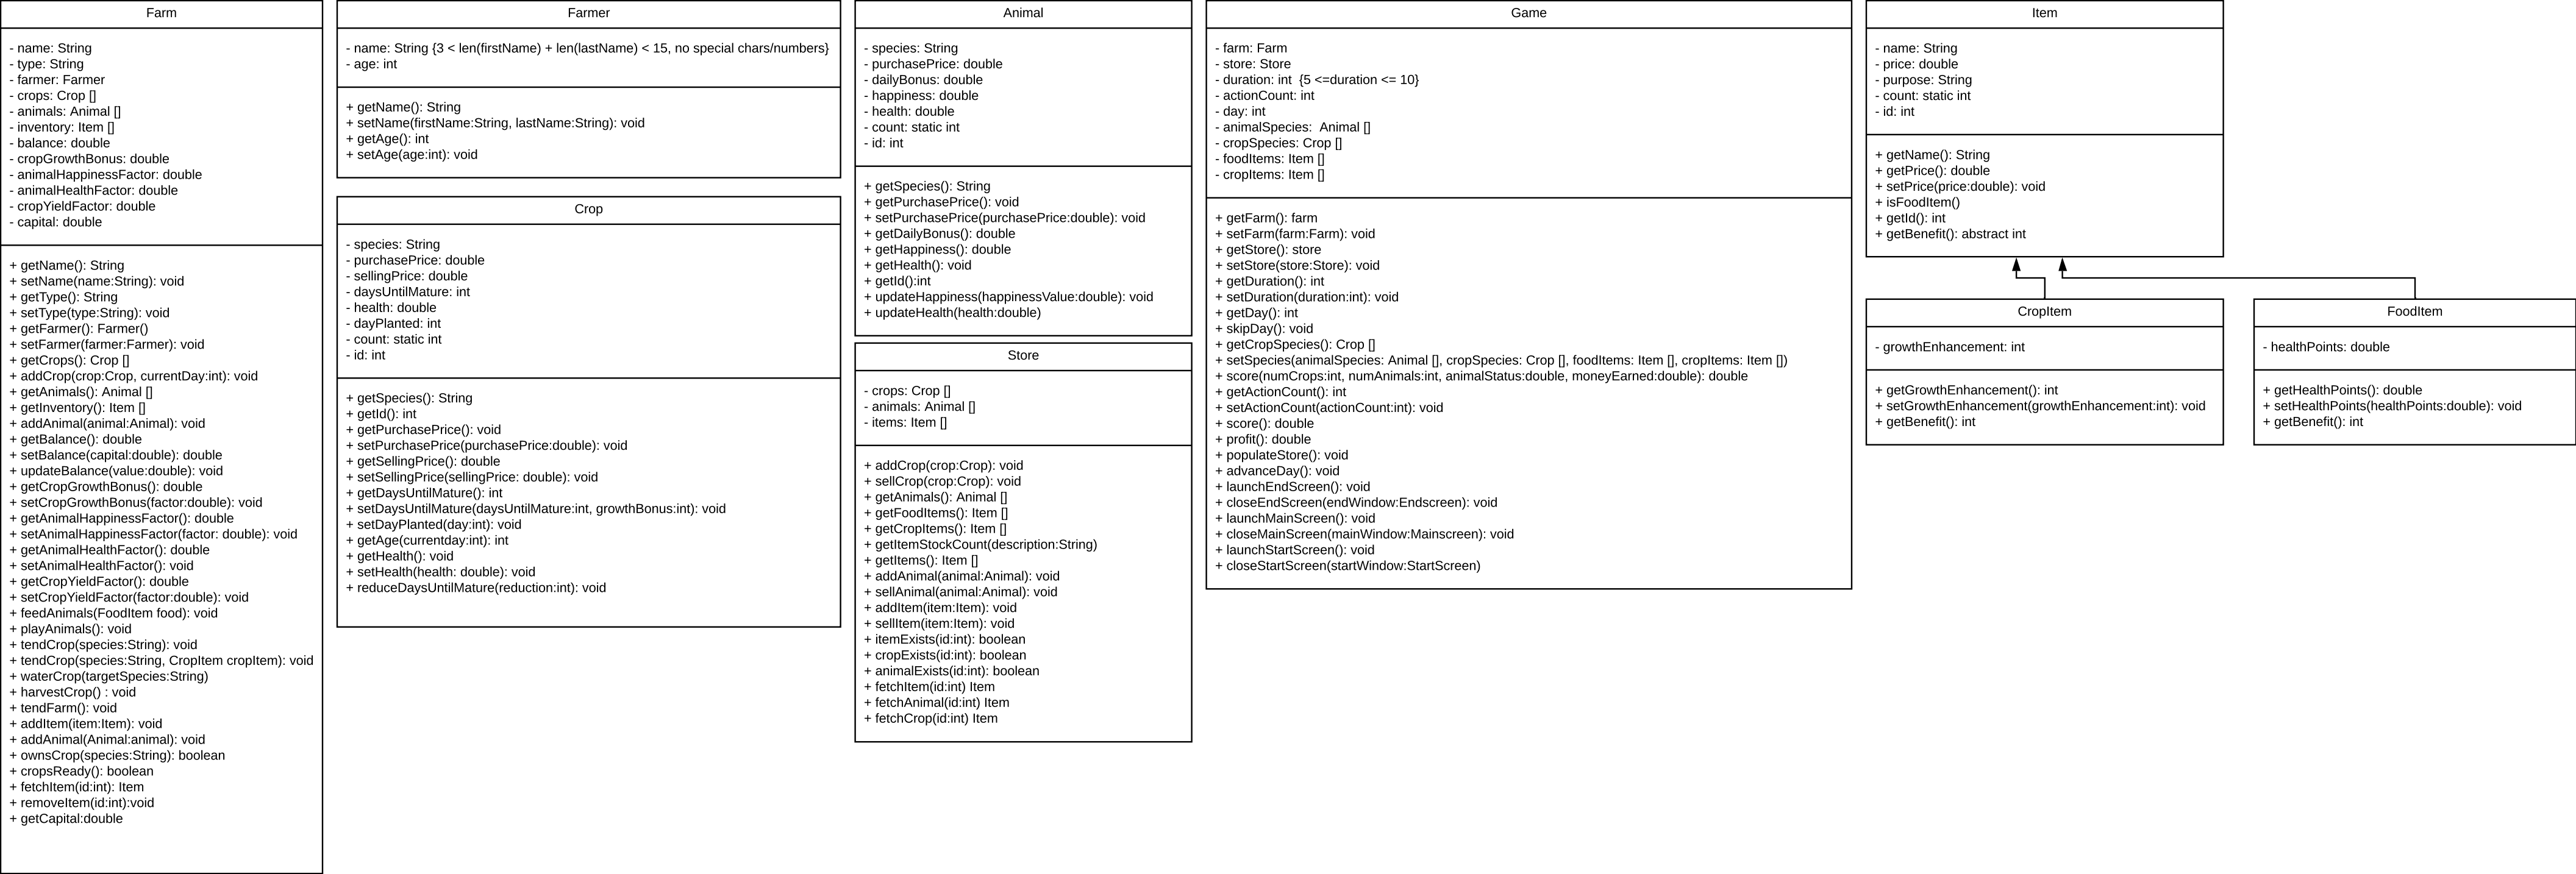 Farm
- name: String
- type: String
- farmer: Farmer
- crops: Crop []
- animals: Animal []
- inventory: Item []
- balance: double
- cropGrowthBonus: double
- animalHappinessFactor: double
- animalHealthFactor: double
- cropYieldFactor: double
- capital: double
+ getName(): String
+ setName(name:String): void
+ getType(): String
+ setType(type:String): void
+ getFarmer(): Farmer()
+ setFarmer(farmer:Farmer): void
+ getCrops(): Crop []
+ addCrop(crop:Crop, currentDay:int): void
+ getAnimals(): Animal []
+ getInventory(): Item []
+ addAnimal(animal:Animal): void
+ getBalance(): double
+ setBalance(capital:double): double
+ updateBalance(value:double): void
+ getCropGrowthBonus(): double
+ setCropGrowthBonus(factor:double): void
+ getAnimalHappinessFactor(): double
+ setAnimalHappinessFactor(factor: double): void
+ getAnimalHealthFactor(): double
+ setAnimalHealthFactor(): void
+ getCropYieldFactor(): double
+ setCropYieldFactor(factor:double): void
+ feedAnimals(FoodItem food): void
+ playAnimals(): void
+ tendCrop(species:String): void
+ tendCrop(species:String, CropItem cropItem): void
+ waterCrop(targetSpecies:String)
+ harvestCrop() : void
+ tendFarm(): void
+ addItem(item:Item): void
+ addAnimal(Animal:animal): void
+ ownsCrop(species:String): boolean
+ cropsReady(): boolean
+ fetchItem(id:int): Item
+ removeItem(id:int):void
+ getCapital:double
Farmer
- name: String {3 < len(firstName) + len(lastName) < 15, no special chars/numbers}
- age: int
+ getName(): String
+ setName(firstName:String, lastName:String): void
+ getAge(): int
+ setAge(age:int): void
Crop
- species: String
- purchasePrice: double
- sellingPrice: double
- daysUntilMature: int
- health: double
- dayPlanted: int
- count: static int
- id: int
+ getSpecies(): String
+ getId(): int
+ getPurchasePrice(): void
+ setPurchasePrice(purchasePrice:double): void
+ getSellingPrice(): double
+ setSellingPrice(sellingPrice: double): void
+ getDaysUntilMature(): int
+ setDaysUntilMature(daysUntilMature:int, growthBonus:int): void
+ setDayPlanted(day:int): void
+ getAge(currentday:int): int
+ getHealth(): void
+ setHealth(health: double): void
+ reduceDaysUntilMature(reduction:int): void
Animal
- species: String
- purchasePrice: double
- dailyBonus: double
- happiness: double
- health: double
- count: static int
- id: int
+ getSpecies(): String
+ getPurchasePrice(): void
+ setPurchasePrice(purchasePrice:double): void
+ getDailyBonus(): double
+ getHappiness(): double
+ getHealth(): void
+ getId():int
+ updateHappiness(happinessValue:double): void
+ updateHealth(health:double)
Store
- crops: Crop []
- animals: Animal []
- items: Item []
+ addCrop(crop:Crop): void
+ sellCrop(crop:Crop): void
+ getAnimals(): Animal []
+ getFoodItems(): Item []
+ getCropItems(): Item []
+ getItemStockCount(description:String)
+ getItems(): Item []
+ addAnimal(animal:Animal): void
+ sellAnimal(animal:Animal): void
+ addItem(item:Item): void
+ sellItem(item:Item): void
+ itemExists(id:int): boolean
+ cropExists(id:int): boolean
+ animalExists(id:int): boolean
+ fetchItem(id:int) Item
+ fetchAnimal(id:int) Item
+ fetchCrop(id:int) Item
Game
- farm: Farm
- store: Store
- duration: int  {5 <=duration <= 10}
- actionCount: int
- day: int
- animalSpecies:  Animal []
- cropSpecies: Crop []
- foodItems: Item []
- cropItems: Item []
+ getFarm(): farm
+ setFarm(farm:Farm): void
+ getStore(): store
+ setStore(store:Store): void
+ getDuration(): int
+ setDuration(duration:int): void
+ getDay(): int
+ skipDay(): void
+ getCropSpecies(): Crop []
+ setSpecies(animalSpecies: Animal [], cropSpecies: Crop [], foodItems: Item [], cropItems: Item [])
+ score(numCrops:int, numAnimals:int, animalStatus:double, moneyEarned:double): double
+ getActionCount(): int
+ setActionCount(actionCount:int): void
+ score(): double
+ profit(): double
+ populateStore(): void
+ advanceDay(): void
+ launchEndScreen(): void
+ closeEndScreen(endWindow:Endscreen): void
+ launchMainScreen(): void
+ closeMainScreen(mainWindow:Mainscreen): void
+ launchStartScreen(): void
+ closeStartScreen(startWindow:StartScreen)
Item
- name: String
- price: double
- purpose: String
- count: static int
- id: int
+ getName(): String
+ getPrice(): double
+ setPrice(price:double): void
+ isFoodItem()
+ getId(): int
+ getBenefit(): abstract int
CropItem
- growthEnhancement: int
+ getGrowthEnhancement(): int
+ setGrowthEnhancement(growthEnhancement:int): void
+ getBenefit(): int
FoodItem
- healthPoints: double
+ getHealthPoints(): double
+ setHealthPoints(healthPoints:double): void
+ getBenefit(): int